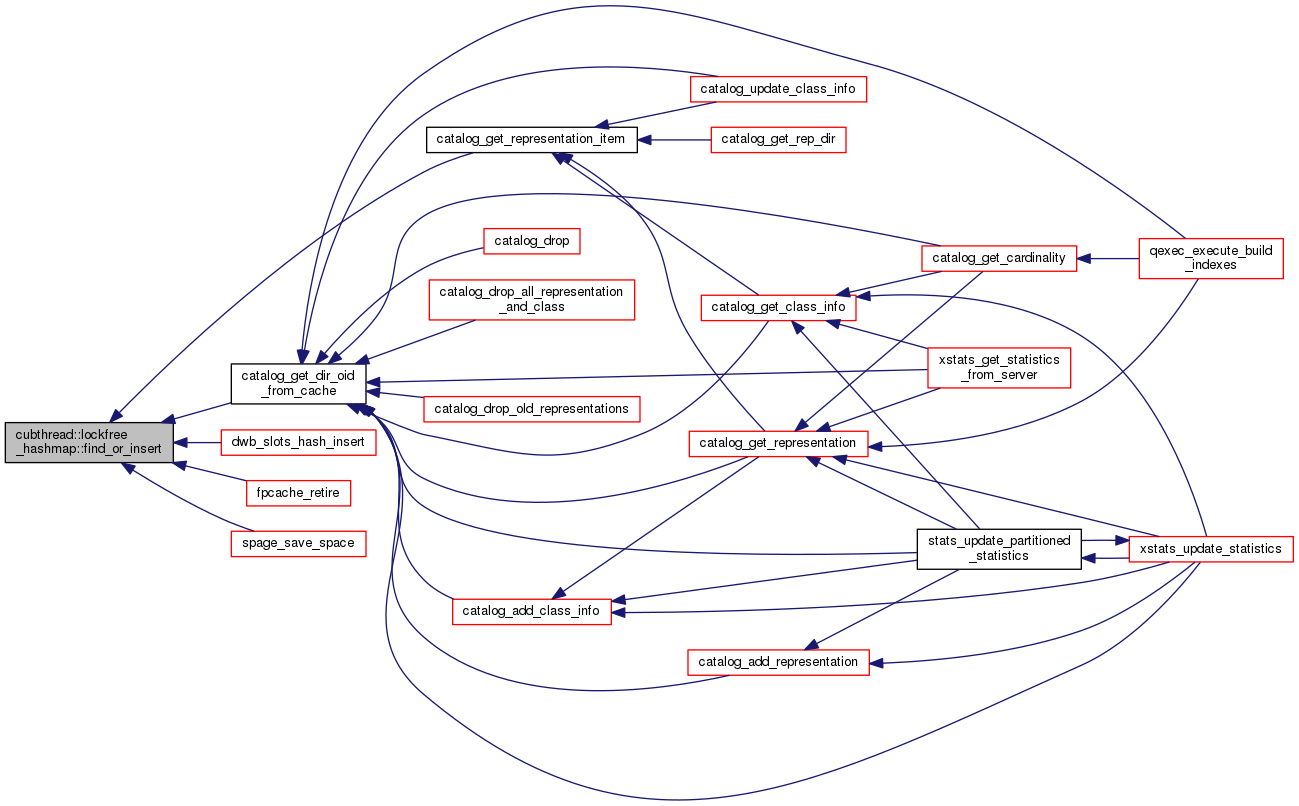 catalog_update_class_info
catalog_get_representation_item
catalog_get_rep_dir
catalog_drop
qexec_execute_build
_indexes
catalog_get_cardinality
catalog_drop_all_representation
_and_class
catalog_get_class_info
xstats_get_statistics
_from_server
catalog_get_dir_oid
_from_cache
catalog_drop_old_representations
cubthread::lockfree
_hashmap::find_or_insert
dwb_slots_hash_insert
catalog_get_representation
fpcache_retire
spage_save_space
stats_update_partitioned
_statistics
xstats_update_statistics
catalog_add_class_info
catalog_add_representation